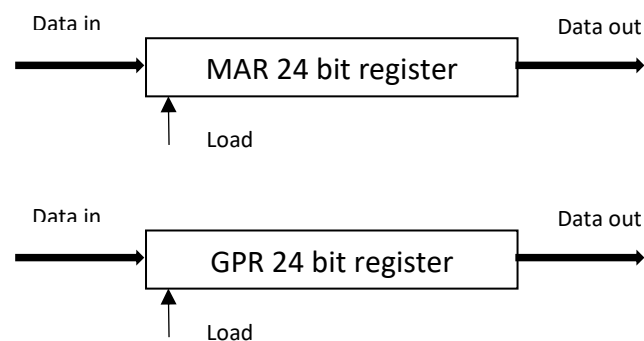 Data in
Data out
MAR 24 bit register
Load
Data in
Data out
GPR 24 bit register
Load